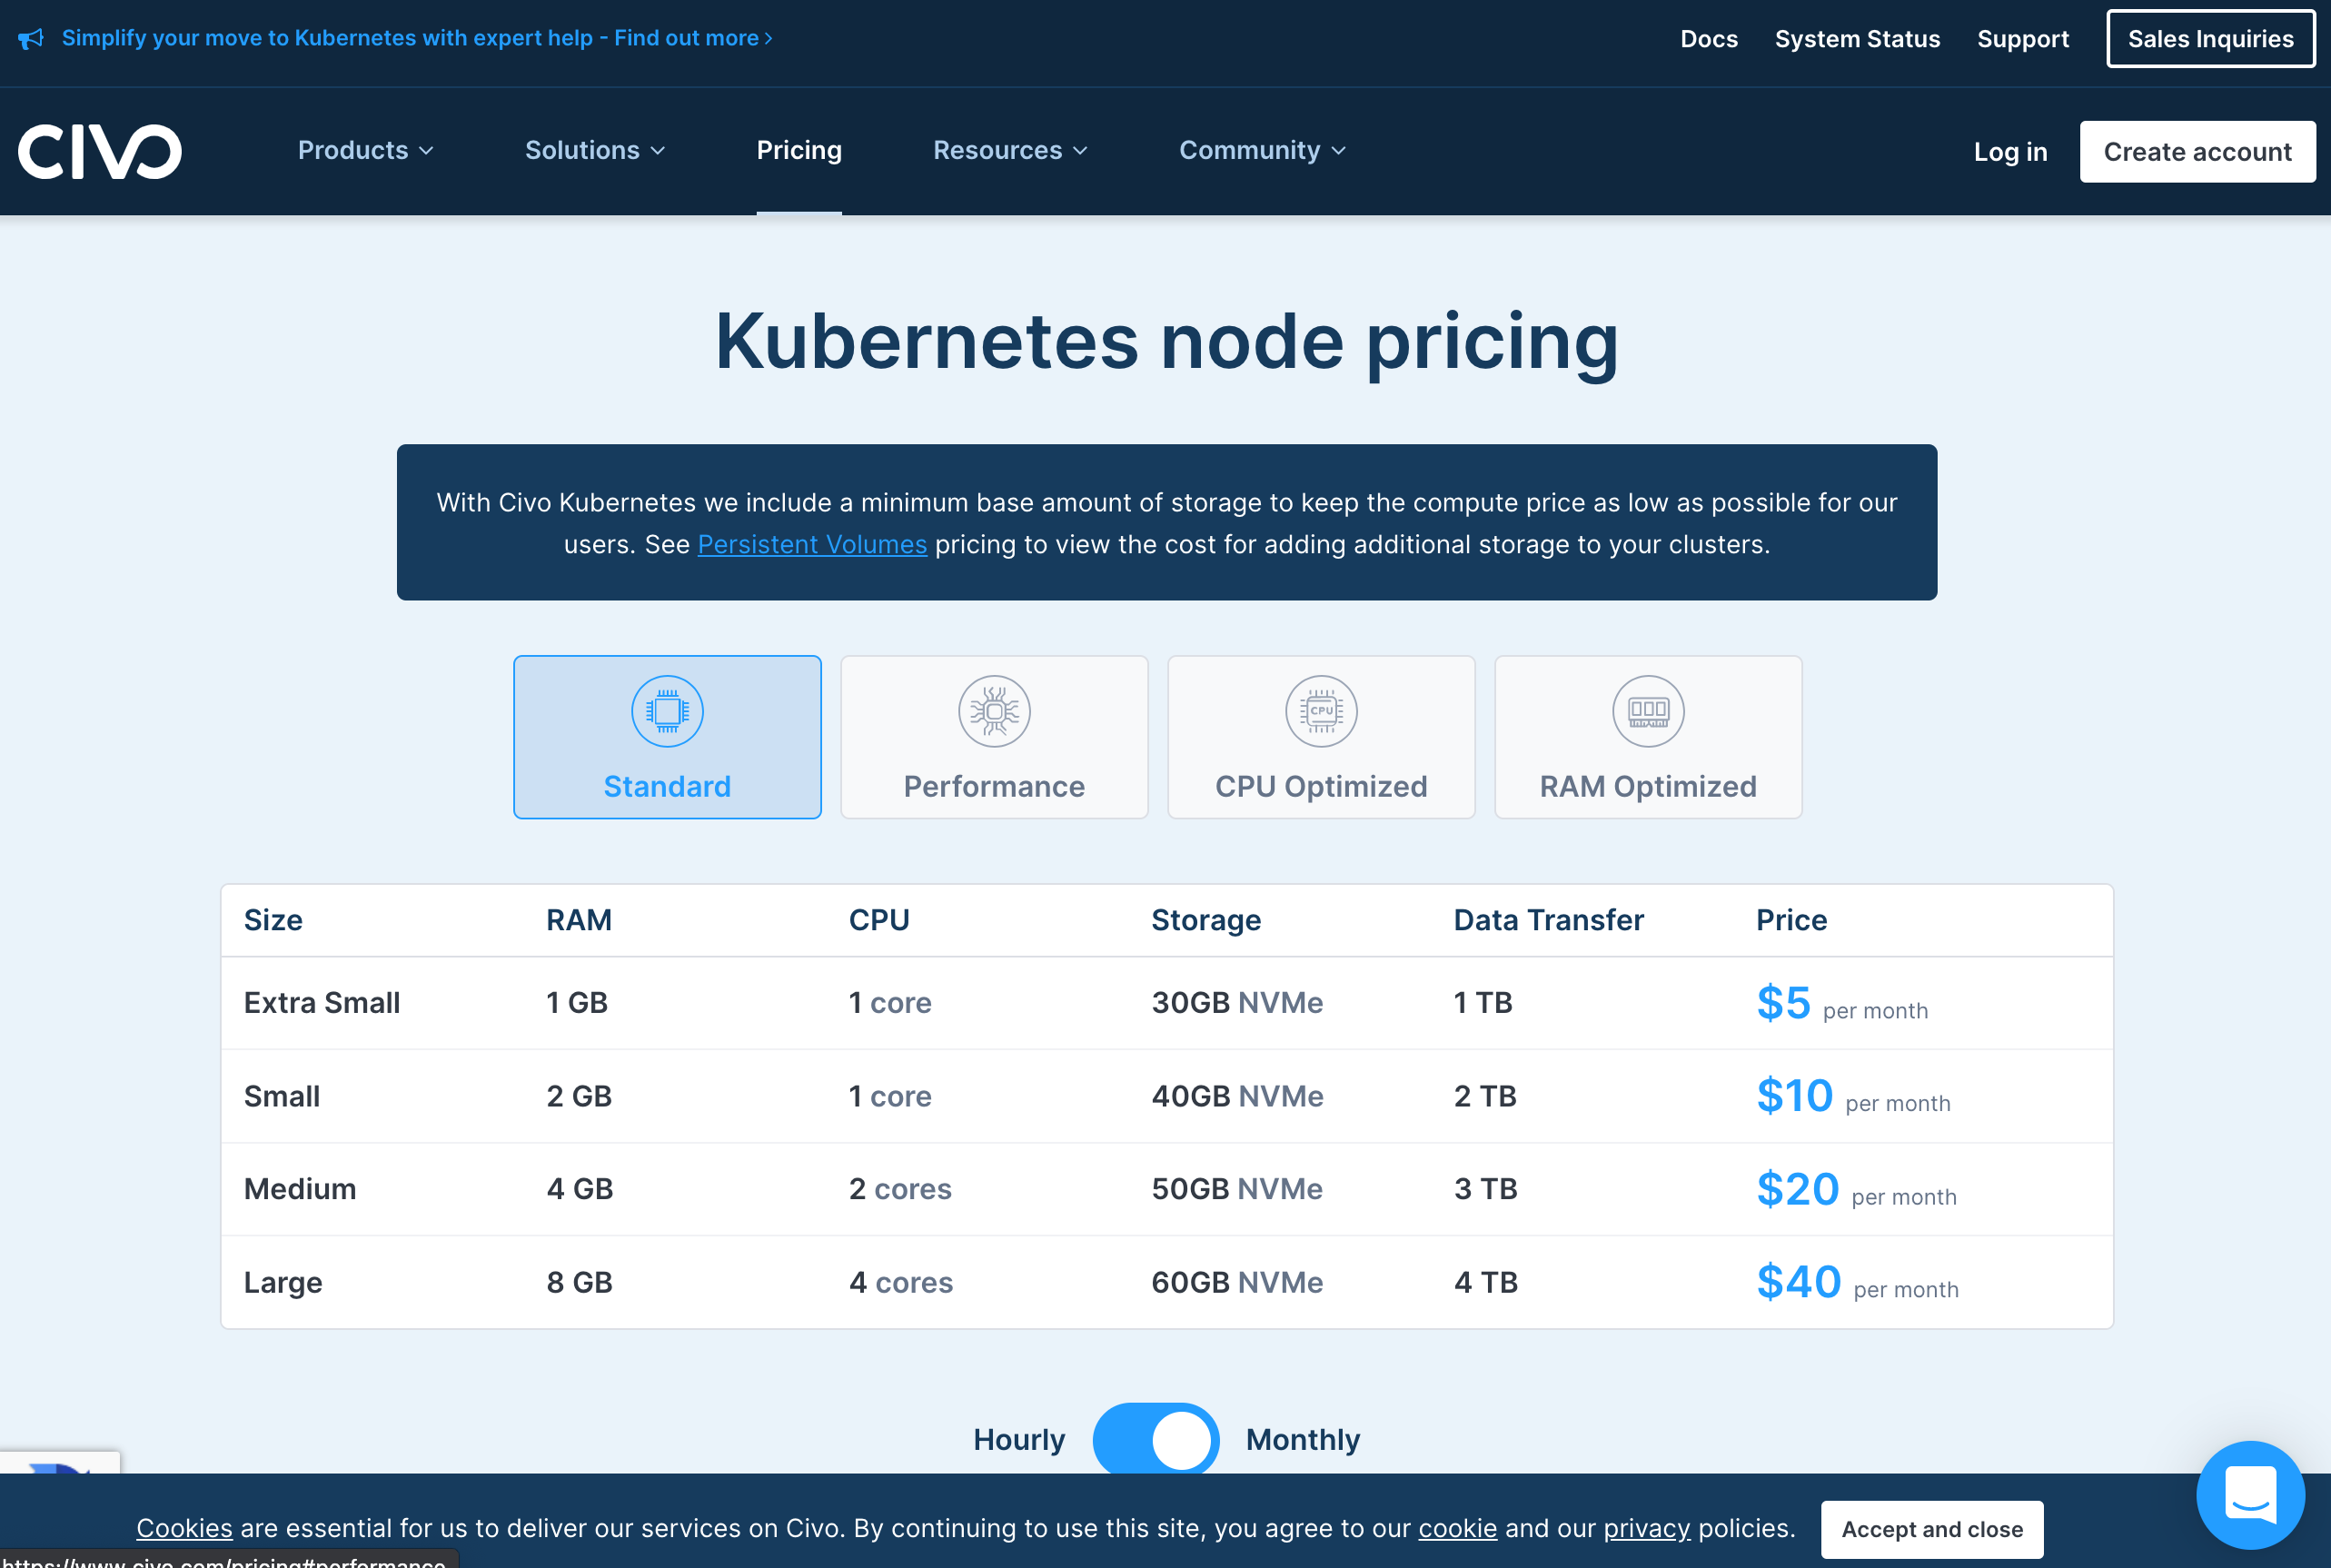 Simplify your move to Kubernetes with expert help - Find out more
Docs System Status Support Sales Inquiries
CIVO Products Solutions Pricing Resources Community Log in Create account
Kubernetes node pricing
With Civo Kubernetes we include a minimum base amount of storage to keep the compute price as low as possible for our
users. See Persistent Volumes pricing to view the cost for adding additional storage to your clusters.
CPU
Standard Performance CPU Optimized RAM Optimized
Size RAM CPU Storage Data Transfer Price
Extra Small 1 GB 1 core 30GB NVMe 1 TB $5 per month
Small 2 GB 1 core 40GB NVMe 2 TB $10 per month
Medium 4 GB 2 cores 50GB NVMe 3 TB $20 per month
Large 8 GB 4 cores 60GB NVMe 4 TB $40 per month
Hourly Monthly
Cookies are essential for us to deliver our services on Civo. By continuing to use this site, you agree to our cookie and our privacy policies. Accept and close
https://www.civo.com/pricing#performance